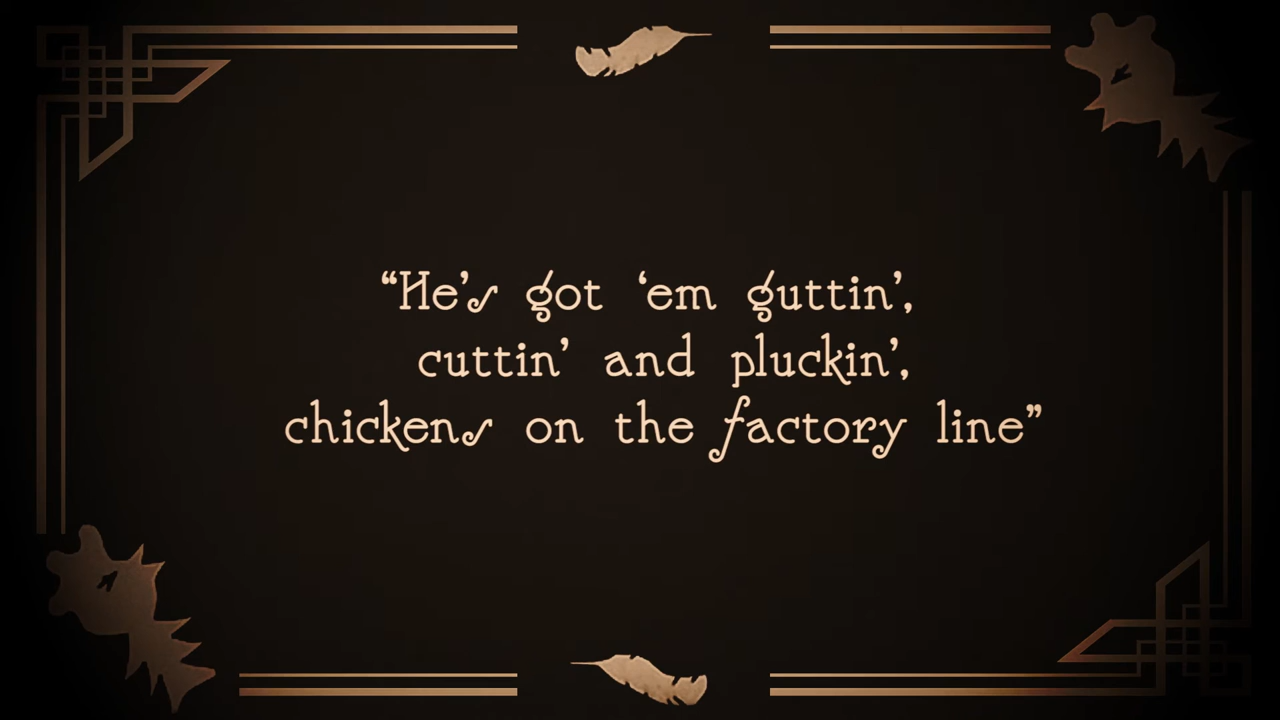 “He’s got ‘em guttin’,
cuttin’ and pluckin’,
chickens on the factory line”